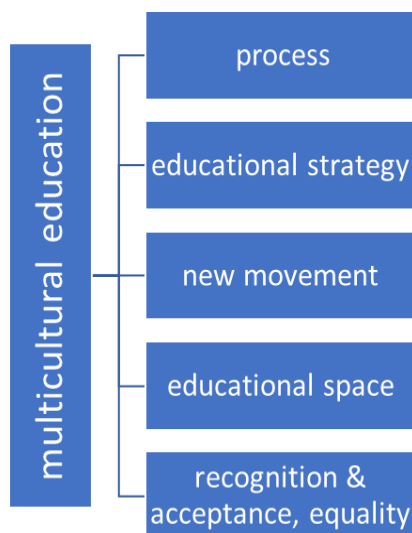 multicultural education
process
educational strategy
new movement
educational space
recognition &
acceptance, equality